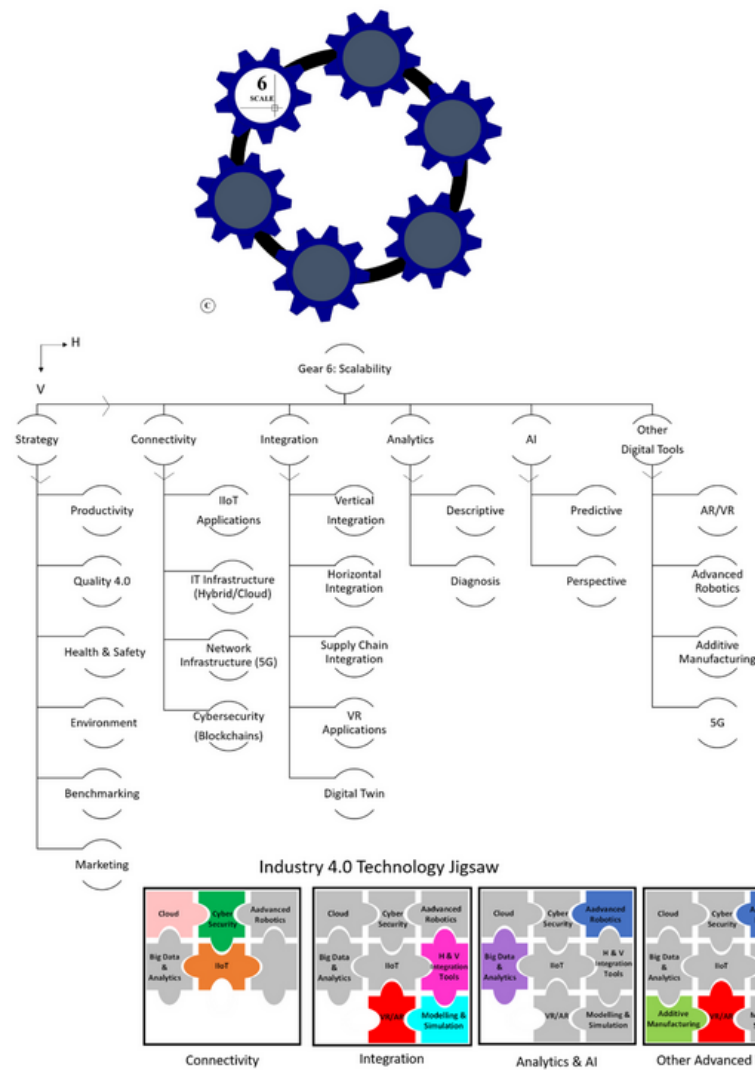 6
SCALE
C
H
V
Gear 6: Scalability
Strategy
Connectivity
Integration
Analytics
AI
Other
Digital Tools
Productivity
Quality 4.0
Health & Safety
Environment
Benchmarking
Marketing
IIoT
Applications
IT Infrastructure
(Hybrid/Cloud)
Network
Infrastructure (5G)
Cybersecurity
(Blockchains)
Vertical
Integration
Horizontal
Integration
Supply Chain
Integration
VR
Applications
Digital Twin
Descriptive
Diagnosis
Predictive
Perspective
AR/VR
Advanced
Robotics
Additive
Manufacturing
5G
Industry 4.0 Technology Jigsaw
Cloud
Cyber
Security
Aadvanced
Robotics
Big Data
&
Analytics
IIoT
Connectivity
Cloud
Cyber
Security
Aadvanced
Robotics
Big Data
&
Analytics
IIoT
H & V
Integration
Tools
VR/AR
Modelling &
Simulation
Integration
Cloud
Cyber
Security
Aadvanced
Robotics
Big Data
&
Analytics
IIoT
H & V
Integration
Tools
VR/AR
Modelling &
Simulation
Analytics & AI
Cloud
Cyber
Security
Big Data
&
Analytics
IIoT
Additive
Manufacturing
VR/AR
Other Advanced